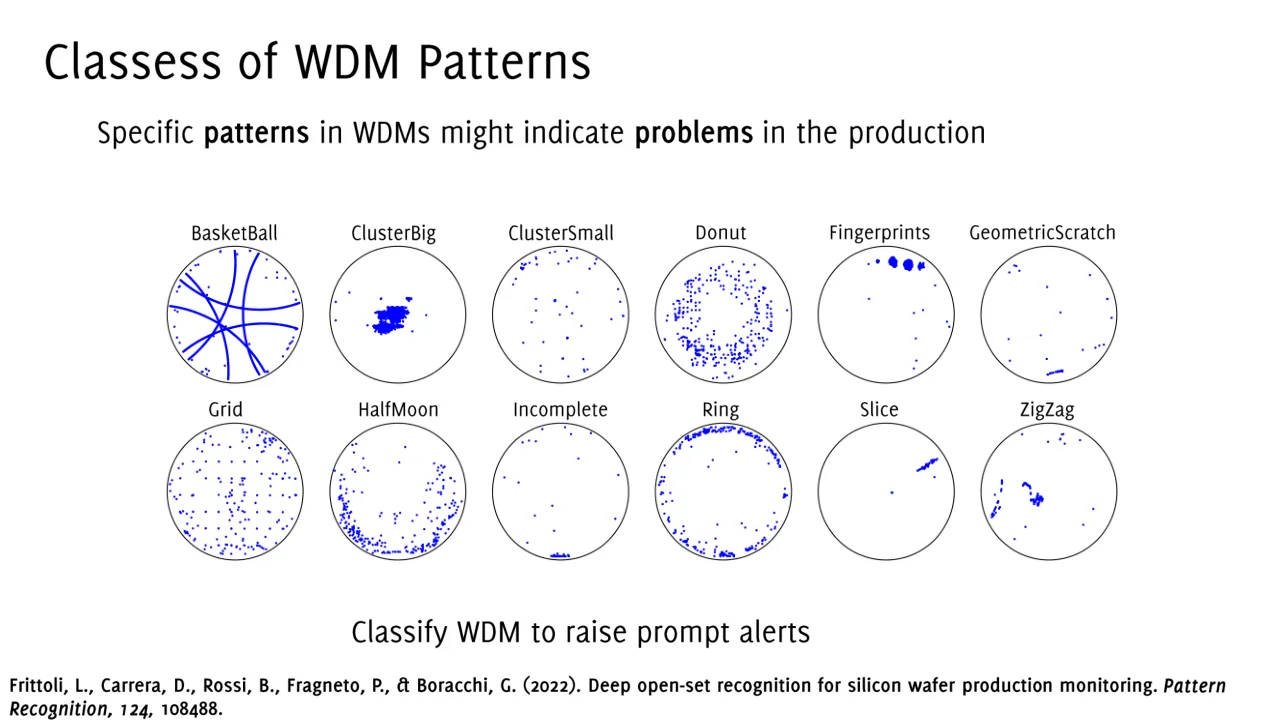 Classess of WDM Patterns
Specific patterns in WDMs might indicate problems in the production
BasketBall ClusterBig ClusterSmall Donut Fingerprints GeometricScratch
Grid HalfMoon Incomplete Ring Slice ZigZag
Classify WDM to raise prompt alerts
Frittoli, L., Carrera, D., Rossi, B., Fragneto, P., & Boracchi, G. (2022). Deep open-set recognition for silicon wafer production monitoring. Pattern
Recognition, 124, 108488.